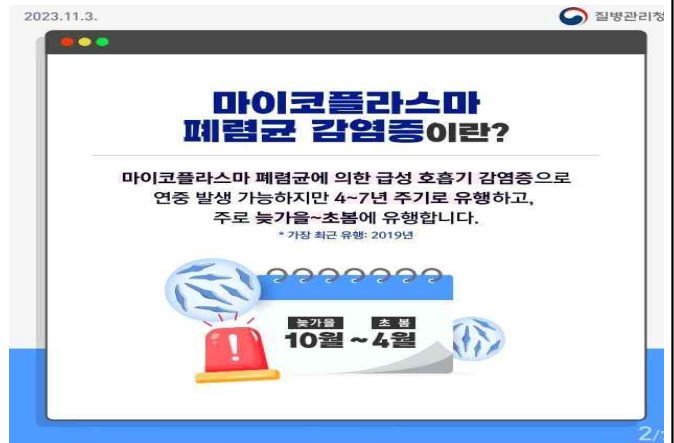 2023.11.3.
질병관리청
마이코플라스마
폐렴균 감염증이란?
마이코플라스마 폐렴균에 의한 급성 호흡기 감염증으로
연중 발생 가능하지만 4~7년 주기로 유행하고,
주로 늦가을~초봄에 유행합니다.
* 가장 최근 유행: 2019년
늦가을 초봄
10월 ~ 4월
2/